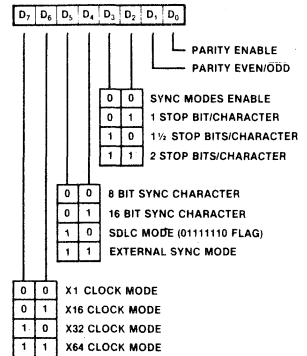 D7 D6 D5 D4 D3 D2 D1 D0
PARITY ENABLE
PARITY EVEN/ODD
0 0 SYNC MODES ENABLE
0 1 1 STOP BIT/CHARACTER
1 0 1½ STOP BITS/CHARACTER
1 1 2 STOP BITS/CHARACTER
0 0 8 BIT SYNC CHARACTER
0 1 16 BIT SYNC CHARACTER
1 0 SDLC MODE (01111110 FLAG)
1 1 EXTERNAL SYNC MODE
0 0 X1 CLOCK MODE
0 1 X16 CLOCK MODE
1 0 X32 CLOCK MODE
1 1 X64 CLOCK MODE